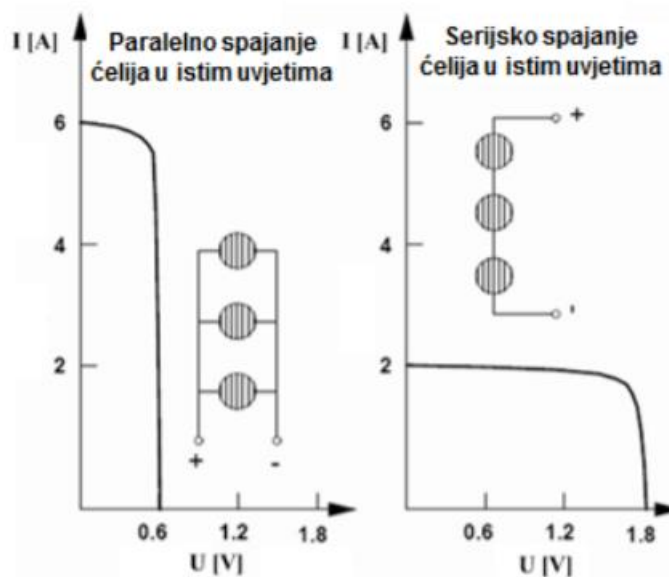 I [A]
Paralelno spajanje
ćelija u istim uvjetima
6
4
2
+
-
0.6
1.2
1.8
U [V]
I [A]
Serijsko spajanje
ćelija u istim uvjetima
6
4
2
+
-
0.6
1.2
1.8
U [V]